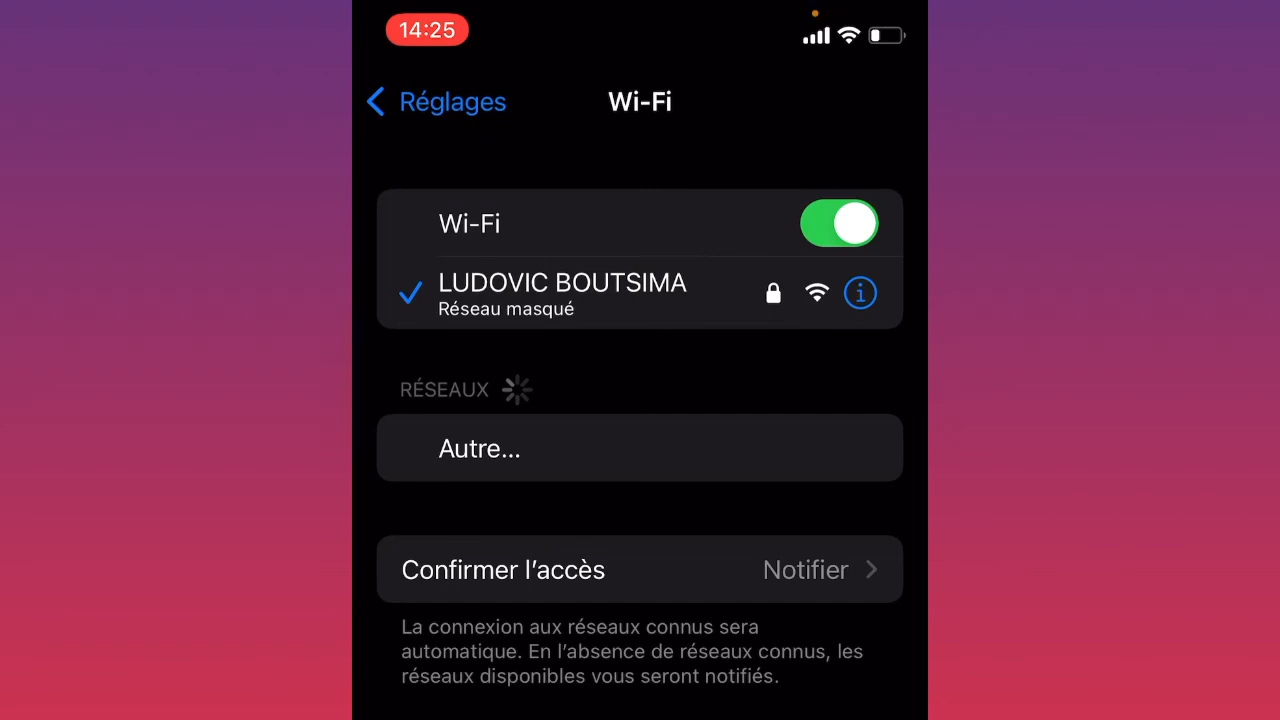 14:25
Réglages
Wi-Fi
Wi-Fi
LUDOVIC BOUTSIMA
Réseau masqué
RÉSEAUX
Autre...
Confirmer l’accès
Notifier
La connexion aux réseaux connus sera
automatique. En l’absence de réseaux connus, les
réseaux disponibles vous seront notifiés.